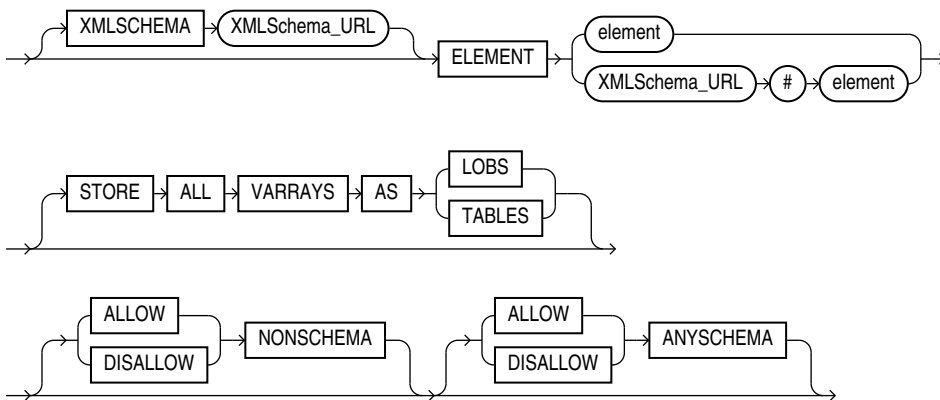 XMLSCHEMA XMLSchema_URL
ELEMENT
element
XMLSchema_URL # element
STORE ALL VARRAYS AS
LOBS
TABLES
ALLOW
DISALLOW
NONSCHEMA
ALLOW
DISALLOW
ANYSCHEMA